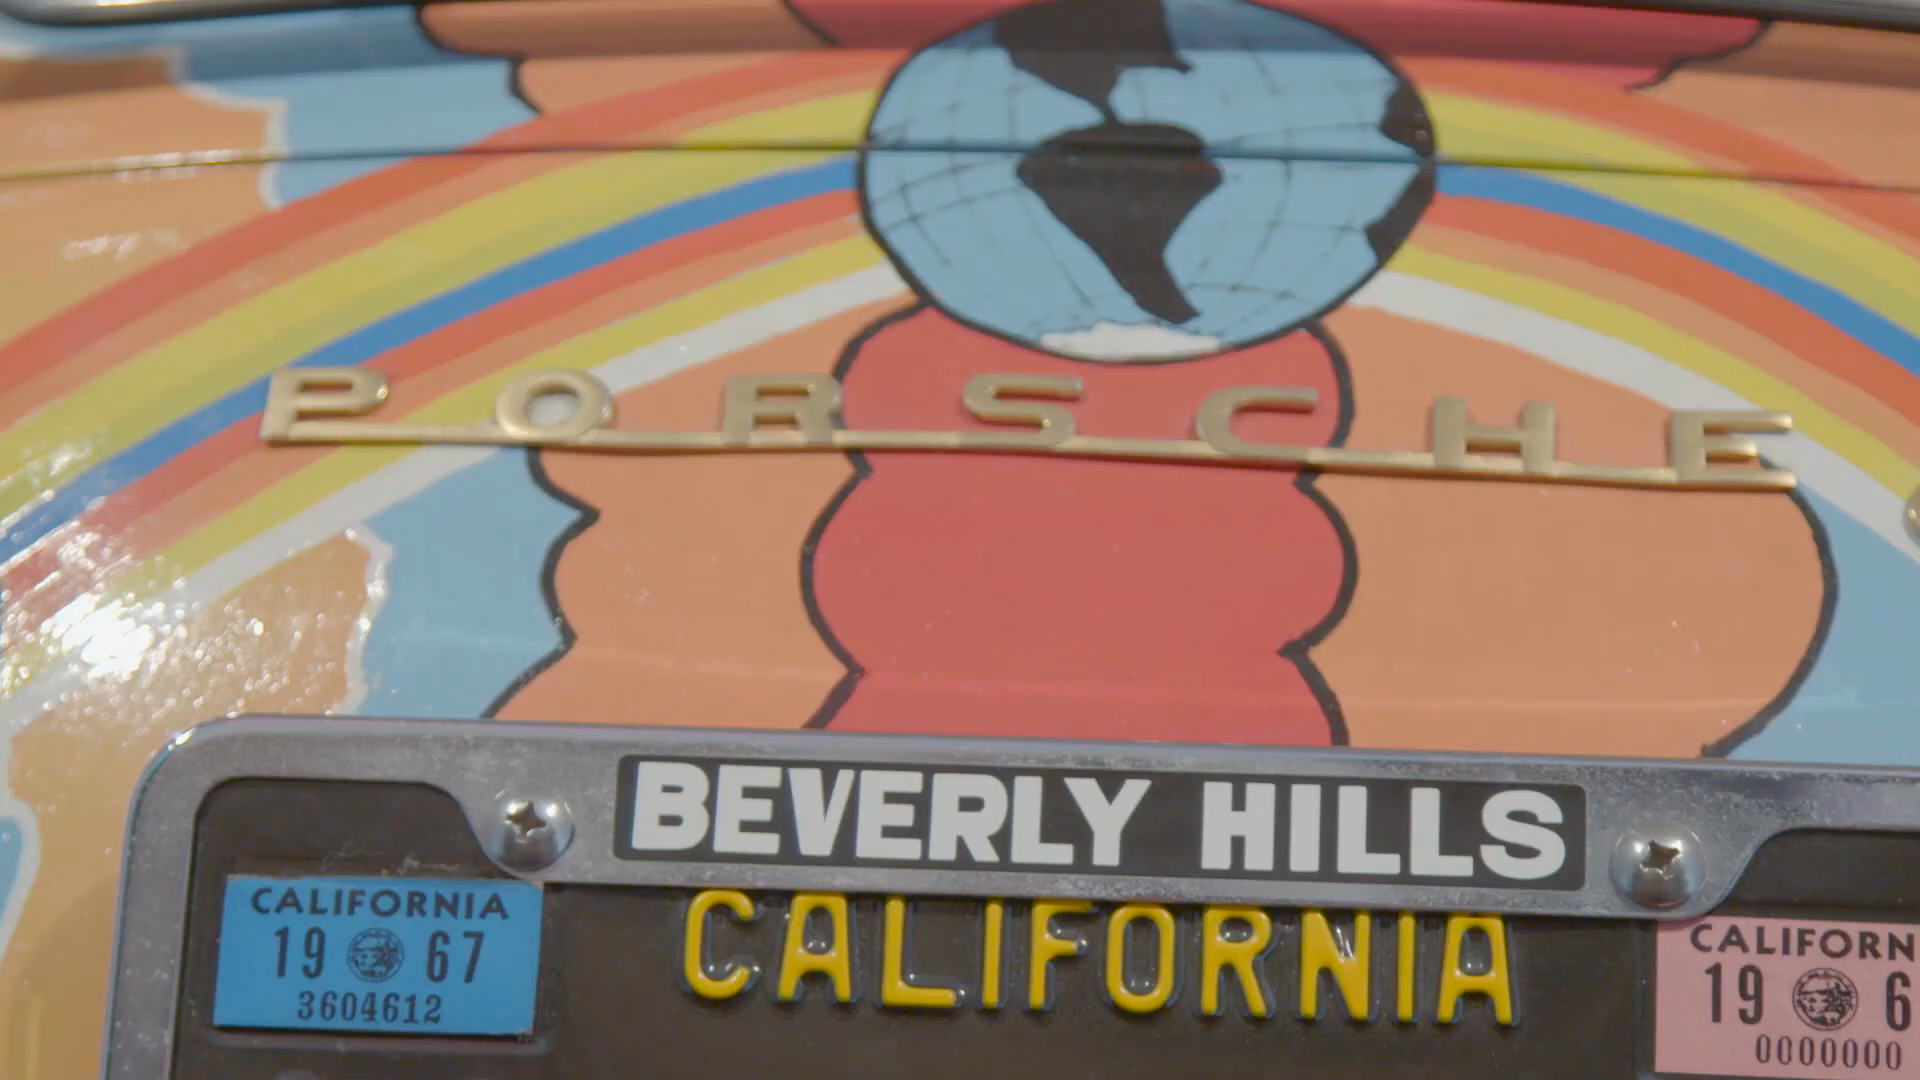 PORSCHE
BEVERLY HILLS
CALIFORNIA
CALIFORNIA
19 67
3604612
CALIFORN
19 6
0000000